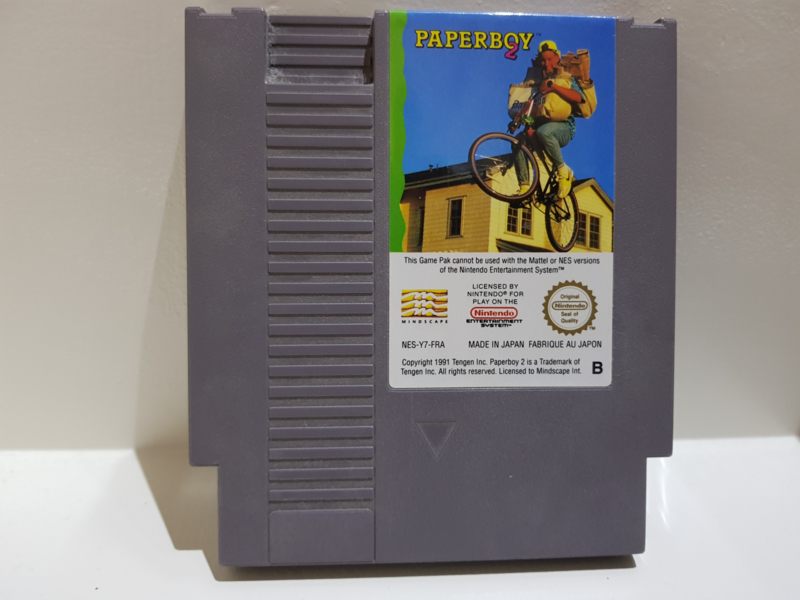 PAPERBOY™
2
This Game Pak cannot be used with the Mattel or NES versions
of the Nintendo Entertainment System™
MINDSCAPE
LICENSED BY
NINTENDO® FOR
PLAY ON THE
Nintendo
ENTERTAINMENT
SYSTEM™
Original
Nintendo
Seal of
Quality
TM
NES-Y7-FRA
MADE IN JAPAN FABRIQUE AU JAPON
Copyright 1991 Tengen Inc. Paperboy 2 is a Trademark of
Tengen Inc. All rights reserved. Licensed to Mindscape Int.
B